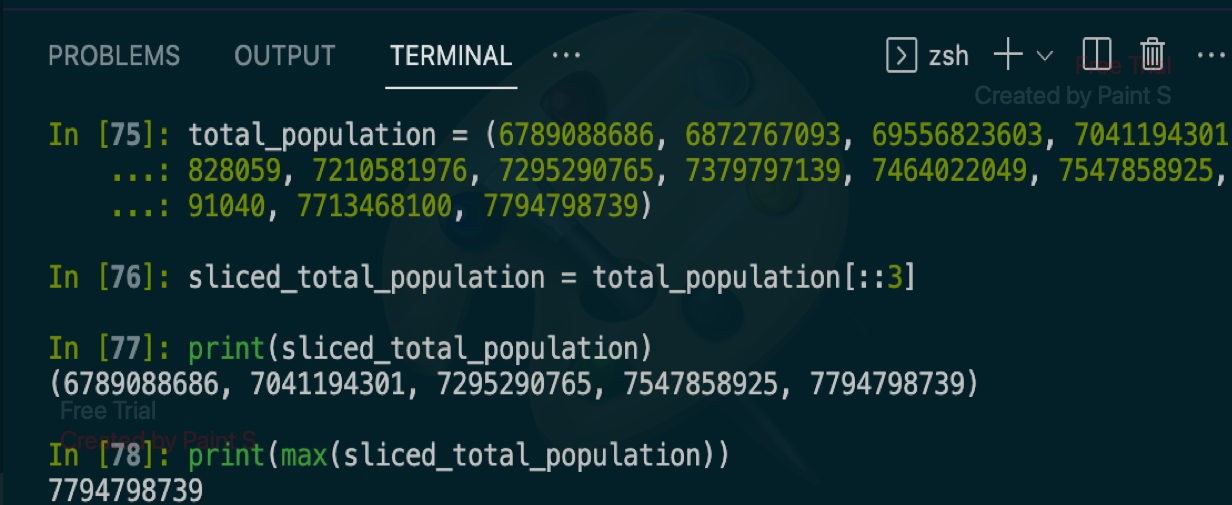 PROBLEMS OUTPUT TERMINAL ··· zsh
Free Trial
Created by Paint S
In [75]: total_population = (6789088686, 6872767093, 69556823603, 7041194301
...: 828059, 7210581976, 7295290765, 7379797139, 7464022049, 7547858925,
...: 91040, 7713468100, 7794798739)
In [76]: sliced_total_population = total_population[::3]
In [77]: print(sliced_total_population)
(6789088686, 7041194301, 7295290765, 7547858925, 7794798739)
Free Trial
Created by Paint S
In [78]: print(max(sliced_total_population))
7794798739